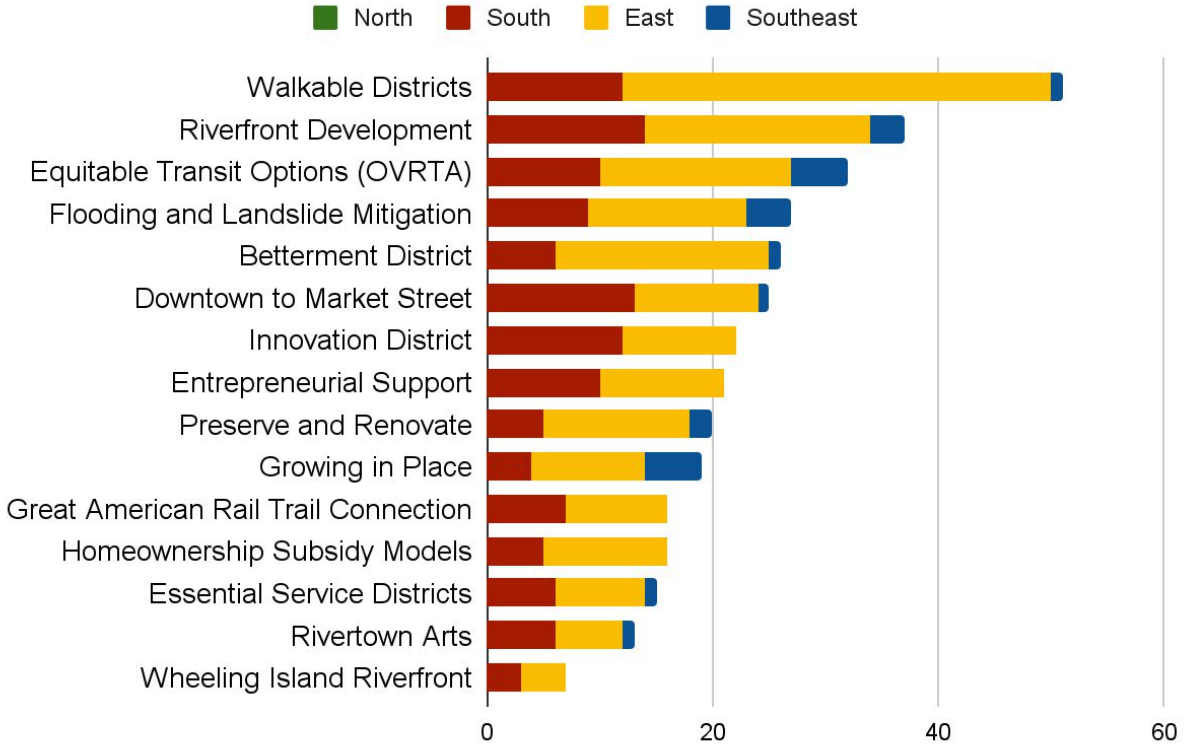 North South East Southeast
Walkable Districts
Riverfront Development
Equitable Transit Options (OVRTA)
Flooding and Landslide Mitigation
Betterment District
Downtown to Market Street
Innovation District
Entrepreneurial Support
Preserve and Renovate
Growing in Place
Great American Rail Trail Connection
Homeownership Subsidy Models
Essential Service Districts
Rivertown Arts
Wheeling Island Riverfront
0 20 40 60